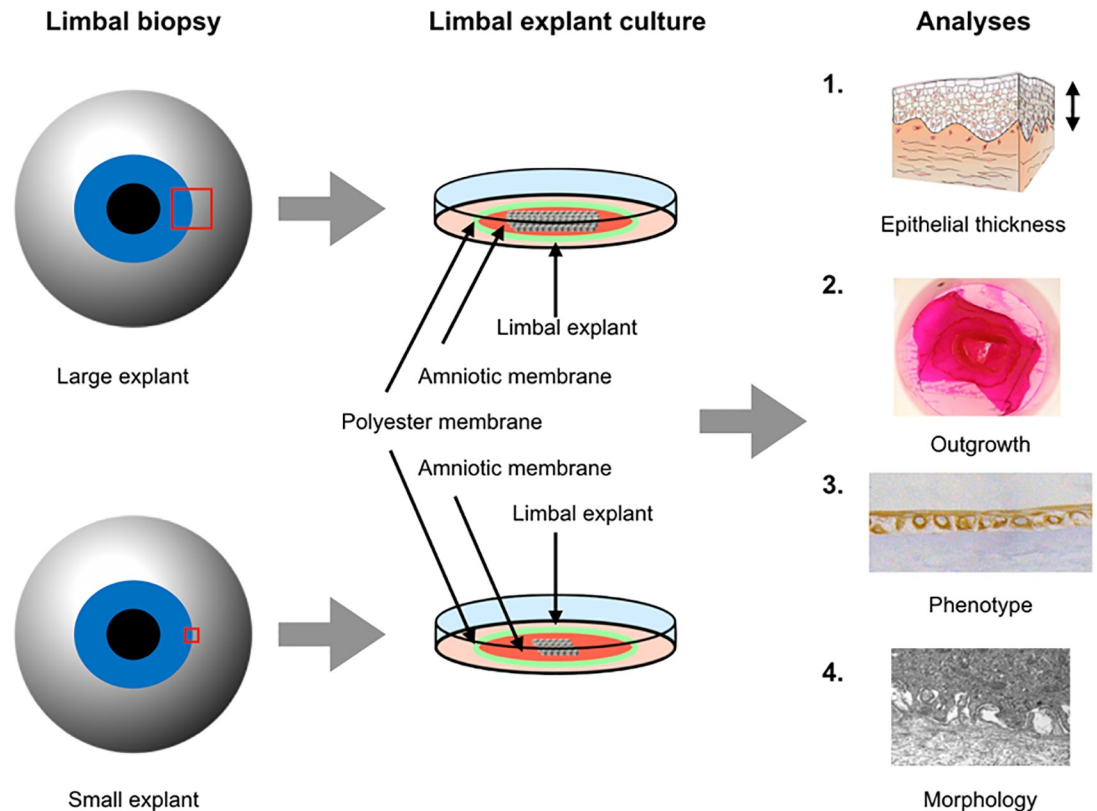 Limbal biopsy
Limbal explant culture
Analyses
1.
Epithelial thickness
Limbal explant
Large explant
Amniotic membrane
2.
Polyester membrane
Outgrowth
Amniotic membrane
3.
Limbal explant
Phenotype
4.
Small explant
Morphology